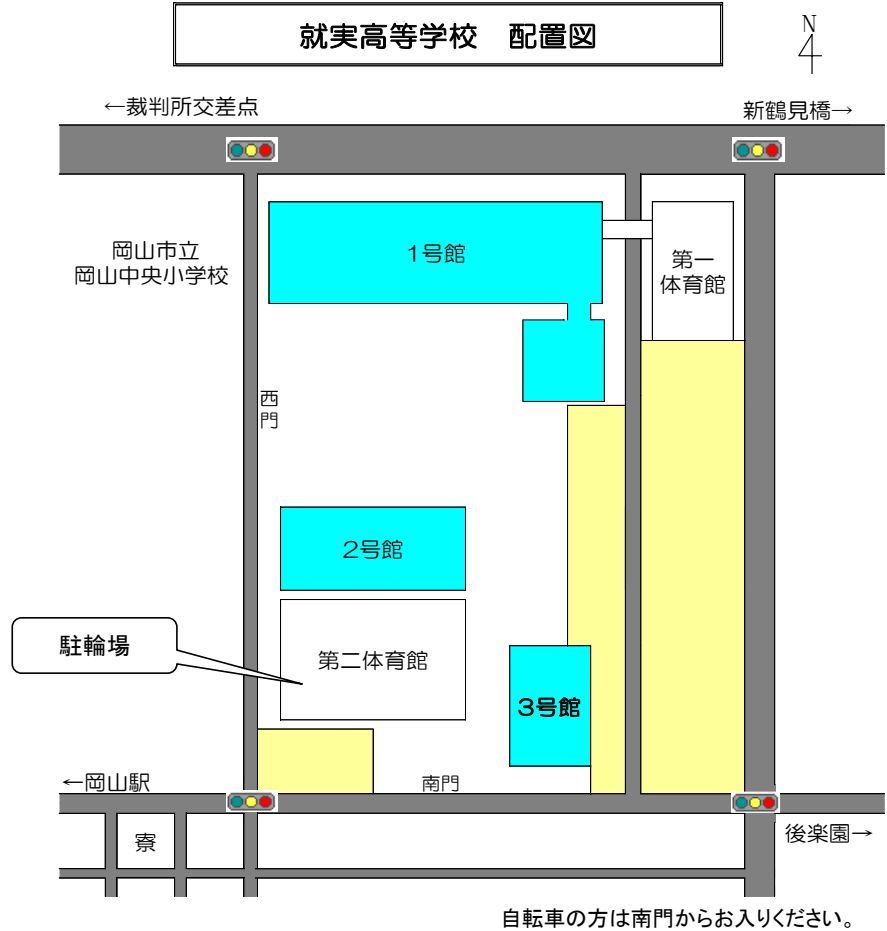 就実高等学校　配置図
N
←裁判所交差点
新鶴見橋→
岡山市立
岡山中央小学校
1号館
第一
体育館
西
門
2号館
駐輪場
第二体育館
3号館
←岡山駅
南門
寮
後楽園→
自転車の方は南門からお入りください。